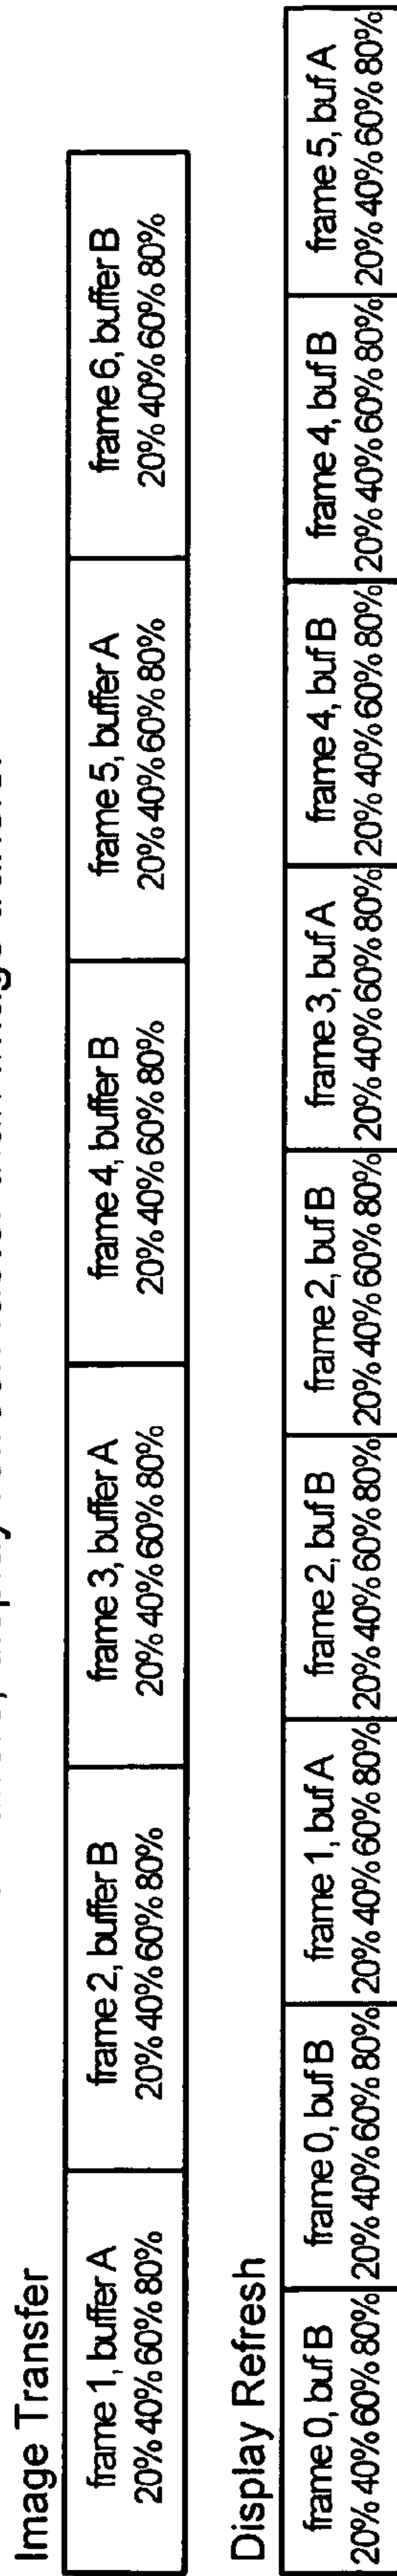 Image Transfer
frame 1, buffer A
20% 40% 60% 80%
frame 2, buffer B
20% 40% 60% 80%
frame 3, buffer A
20% 40% 60% 80%
frame 4, buffer B
20% 40% 60% 80%
frame 5, buffer A
20% 40% 60% 80%
frame 6, buffer B
20% 40% 60% 80%
Display Refresh
frame 0, buf B
20% 40% 60% 80%
frame 0, buf B
20% 40% 60% 80%
frame 1, buf A
20% 40% 60% 80%
frame 2, buf B
20% 40% 60% 80%
frame 2, buf B
20% 40% 60% 80%
frame 3, buf A
20% 40% 60% 80%
frame 4, buf B
20% 40% 60% 80%
frame 4, buf B
20% 40% 60% 80%
frame 5, buf A
20% 40% 60% 80%